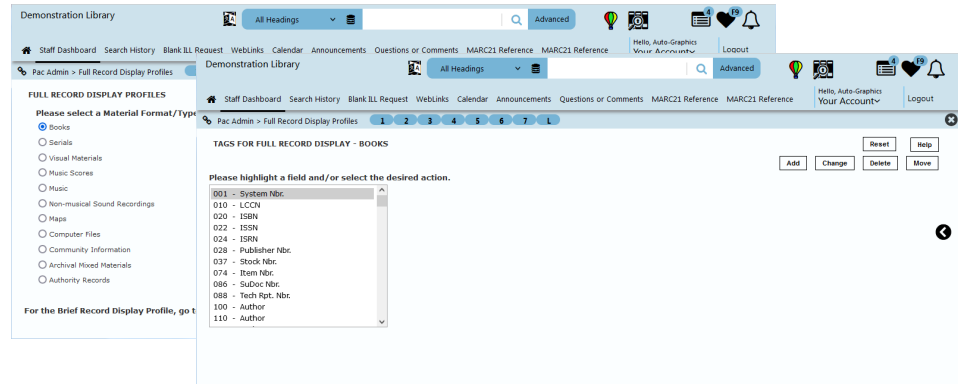 Demonstration Library
All Headings
Advanced
4
F9
Staff Dashboard Search History Blank ILL Request WebLinks Calendar Announcements Questions or Comments MARC21 Reference MARC21 Reference
Hello, Auto-Graphics
Your Account
Logout
Pac Admin > Full Record Display Profiles
FULL RECORD DISPLAY PROFILES
Please select a Material Format/Type
Books
Serials
Visual Materials
Music Scores
Music
Non-musical Sound Recordings
Maps
Computer Files
Community Information
Archival Mixed Materials
Authority Records
For the Brief Record Display Profile, go t
Demonstration Library
All Headings
Advanced
4
F9
Staff Dashboard Search History Blank ILL Request WebLinks Calendar Announcements Questions or Comments MARC21 Reference MARC21 Reference
Hello, Auto-Graphics
Your Account
Logout
Pac Admin > Full Record Display Profiles 1 2 3 4 5 6 7 L
TAGS FOR FULL RECORD DISPLAY - BOOKS
Reset Help
Add Change Delete Move
Please highlight a field and/or select the desired action.
001 - System Nbr.
010 - LCCN
020 - ISBN
022 - ISSN
024 - ISRN
028 - Publisher Nbr.
037 - Stock Nbr.
074 - Item Nbr.
086 - SuDoc Nbr.
088 - Tech Rpt. Nbr.
100 - Author
110 - Author